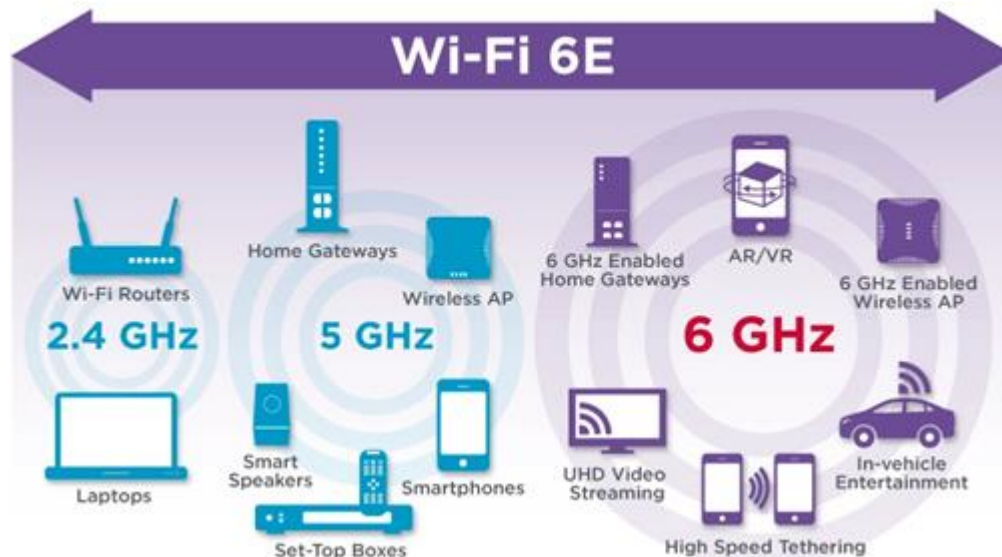 Wi-Fi 6E
Wi-Fi Routers
2.4 GHz
Laptops
Home Gateways
Wireless AP
5 GHz
Smart
Speakers
Smartphones
Set-Top Boxes
6 GHz Enabled
Home Gateways
AR/VR
6 GHz Enabled
Wireless AP
6 GHz
UHD Video
Streaming
In-vehicle
Entertainment
High Speed Tethering